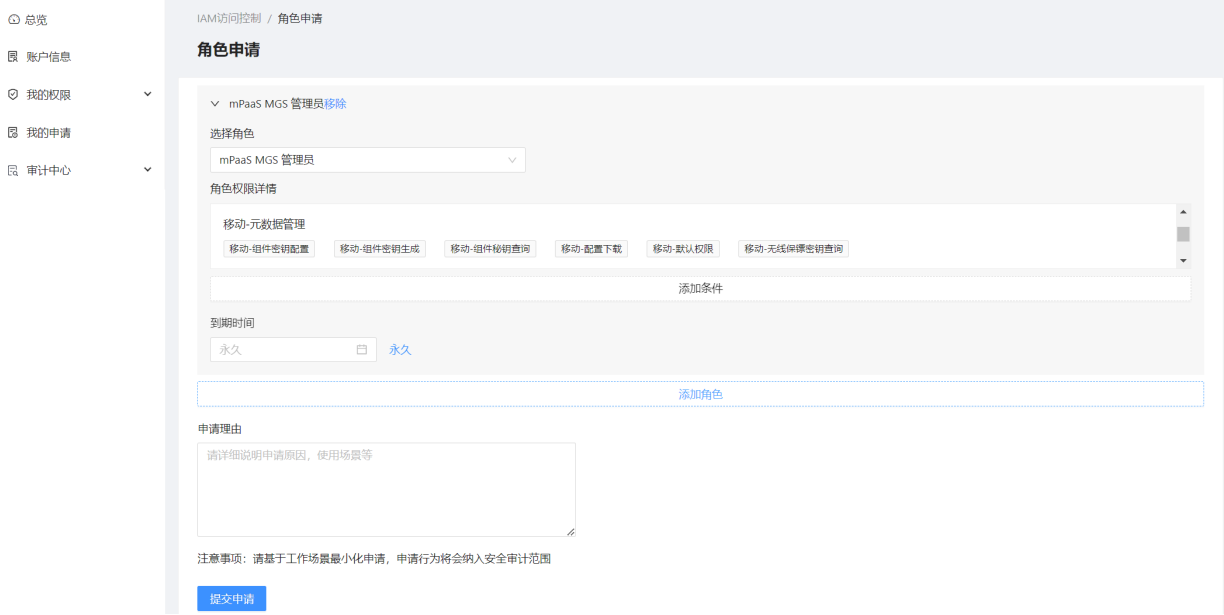 总览
账户信息
我的权限
我的申请
审计中心
IAM访问控制 / 角色申请
角色申请
mPaaS MGS 管理员移除
选择角色
mPaaS MGS 管理员
角色权限详情
移动-元数据管理
移动-组件密钥配置 移动-组件密钥生成 移动-组件秘钥查询 移动-配置下载 移动-默认权限 移动-无线保镖密钥查询
添加条件
到期时间
永久 永久
添加角色
申请理由
请详细说明申请原因，使用场景等
注意事项：请基于工作场景最小化申请，申请行为将会纳入安全审计范围
提交申请